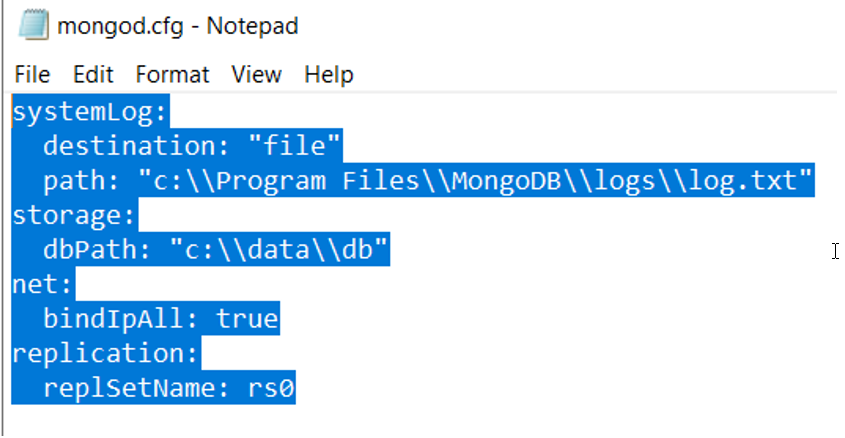 mongod.cfg - Notepad
File Edit Format View Help
systemLog:
  destination: "file"
  path: "c:\\Program Files\\MongoDB\\logs\\log.txt"
storage:
  dbPath: "c:\\data\\db"
net:
  bindIpAll: true
replication:
  replSetName: rs0